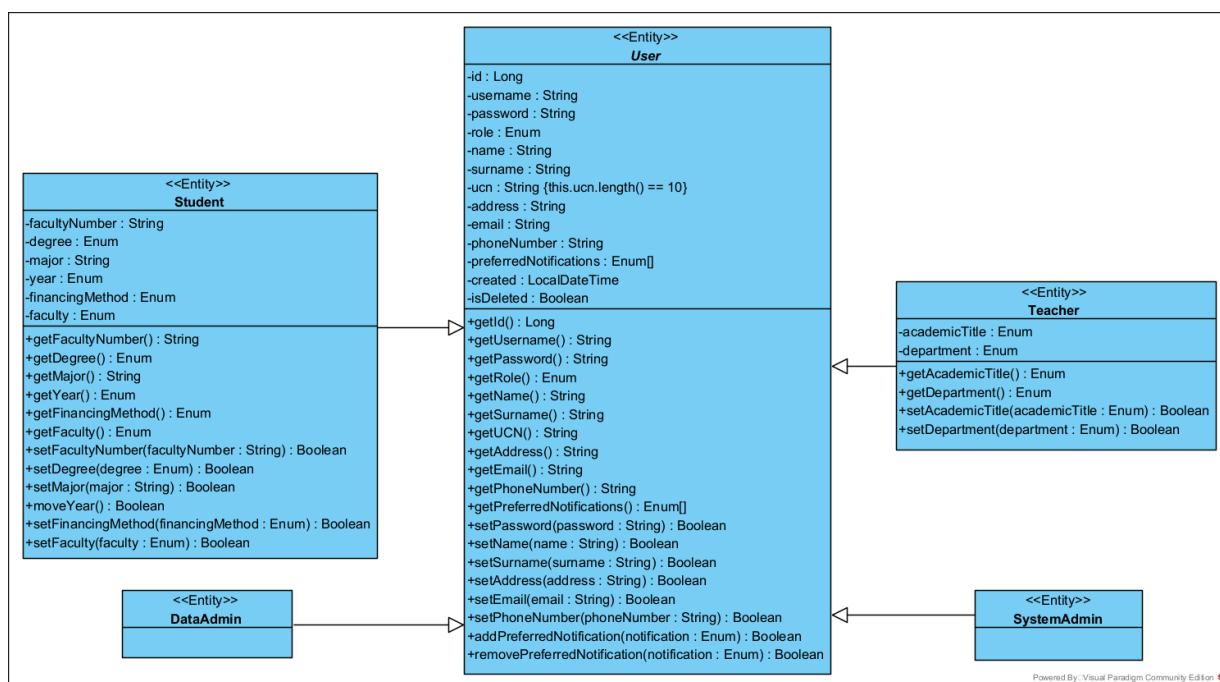 <<Entity>>
User
-id : Long
-username : String
-password : String
-role : Enum
-name : String
-surname : String
-ucn : String {this.ucn.length() == 10}
-address : String
-email : String
-phoneNumber : String
-preferredNotifications : Enum[]
-created : LocalDateTime
-isDeleted : Boolean
+getId() : Long
+getUsername() : String
+getPassword() : String
+getRole() : Enum
+getName() : String
+getSurname() : String
+getUCN() : String
+getAddress() : String
+getEmail() : String
+getPhoneNumber() : String
+getPreferredNotifications() : Enum[]
+setPassword(password : String) : Boolean
+setName(name : String) : Boolean
+setSurname(surname : String) : Boolean
+setAddress(address : String) : Boolean
+setEmail(email : String) : Boolean
+setPhoneNumber(phoneNumber : String) : Boolean
+addPreferredNotification(notification : Enum) : Boolean
+removePreferredNotification(notification : Enum) : Boolean
<<Entity>>
Student
-facultyNumber : String
-degree : Enum
-major : String
-year : Enum
-financingMethod : Enum
-faculty : Enum
+getFacultyNumber() : String
+getDegree() : Enum
+getMajor() : String
+getYear() : Enum
+getFinancingMethod() : Enum
+getFaculty() : Enum
+setFacultyNumber(facultyNumber : String) : Boolean
+setDegree(degree : Enum) : Boolean
+setMajor(major : String) : Boolean
+moveYear() : Boolean
+setFinancingMethod(financingMethod : Enum) : Boolean
+setFaculty(faculty : Enum) : Boolean
<<Entity>>
Teacher
-academicTitle : Enum
-department : Enum
+getAcademicTitle() : Enum
+getDepartment() : Enum
+setAcademicTitle(academicTitle : Enum) : Boolean
+setDepartment(department : Enum) : Boolean
<<Entity>>
DataAdmin
<<Entity>>
SystemAdmin
Powered By Visual Paradigm Community Edition